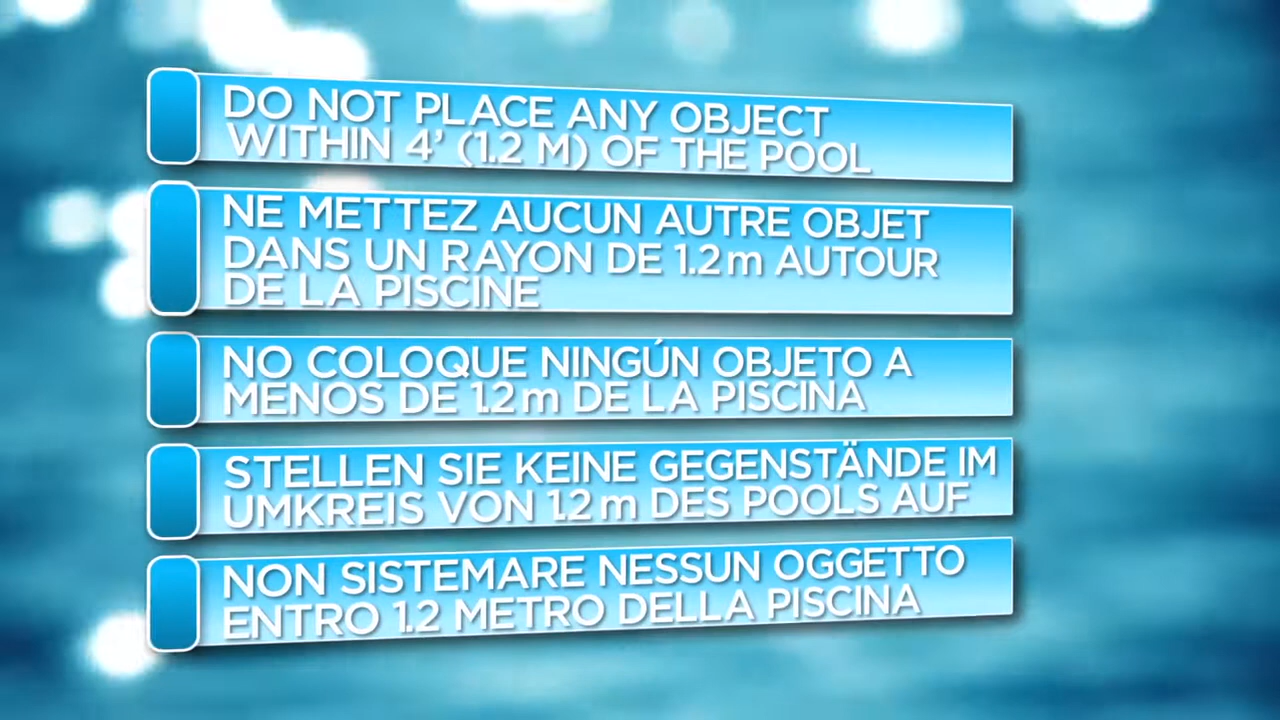 DO NOT PLACE ANY OBJECT
WITHIN 4' (1.2 M) OF THE POOL
NE METTEZ AUCUN AUTRE OBJET
DANS UN RAYON DE 1.2 m AUTOUR
DE LA PISCINE
NO COLOQUE NINGÚN OBJETO A
MENOS DE 1.2 m DE LA PISCINA
STELLEN SIE KEINE GEGENSTÄNDE IM
UMKREIS VON 1.2 m DES POOLS AUF
NON SISTEMARE NESSUN OGGETTO
ENTRO 1.2 METRO DELLA PISCINA